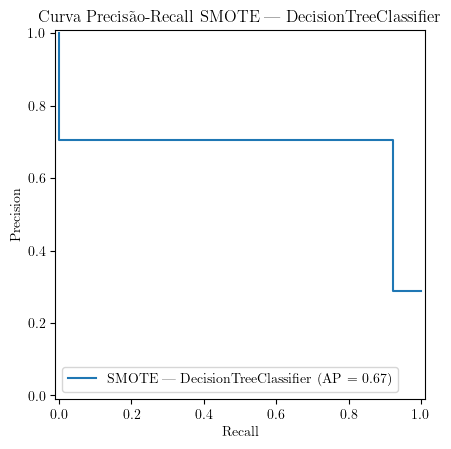 Curva Precisão-Recall SMOTE — DecisionTreeClassifier
1.0
0.8
0.6
0.4
0.2
0.0
Precision
SMOTE — DecisionTreeClassifier (AP = 0.67)
0.0 0.2 0.4 0.6 0.8 1.0
Recall